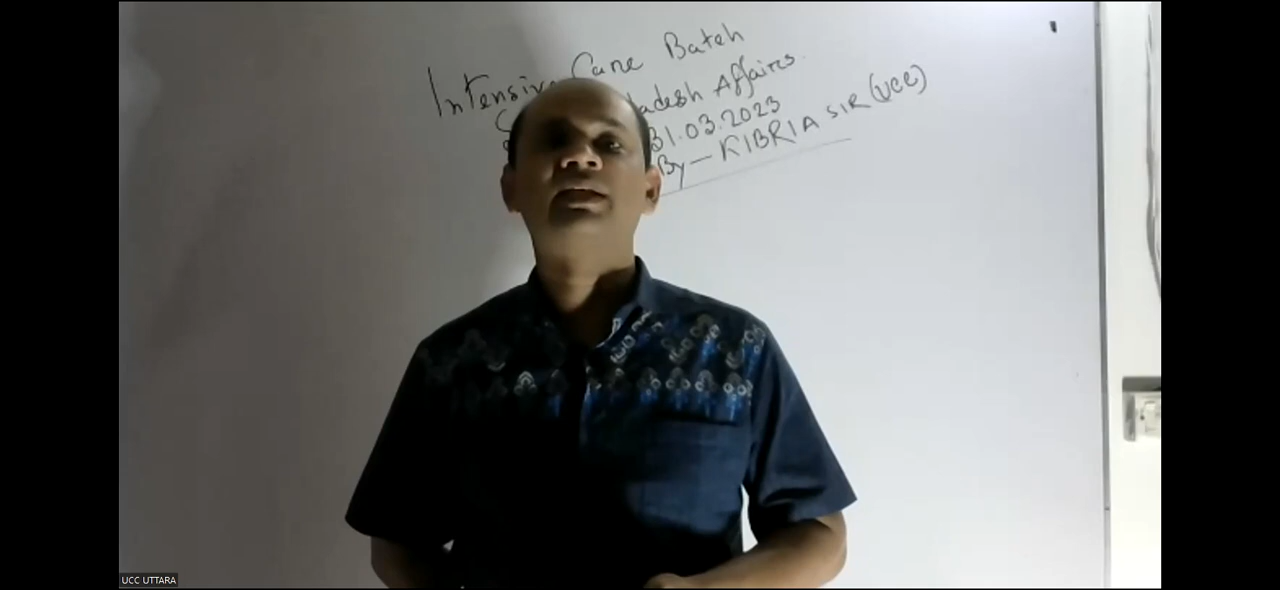 Intensive Care Batch
Affairs
31.03.2023
By — KIBRIA SIR (UCC)
UCC UTTARA